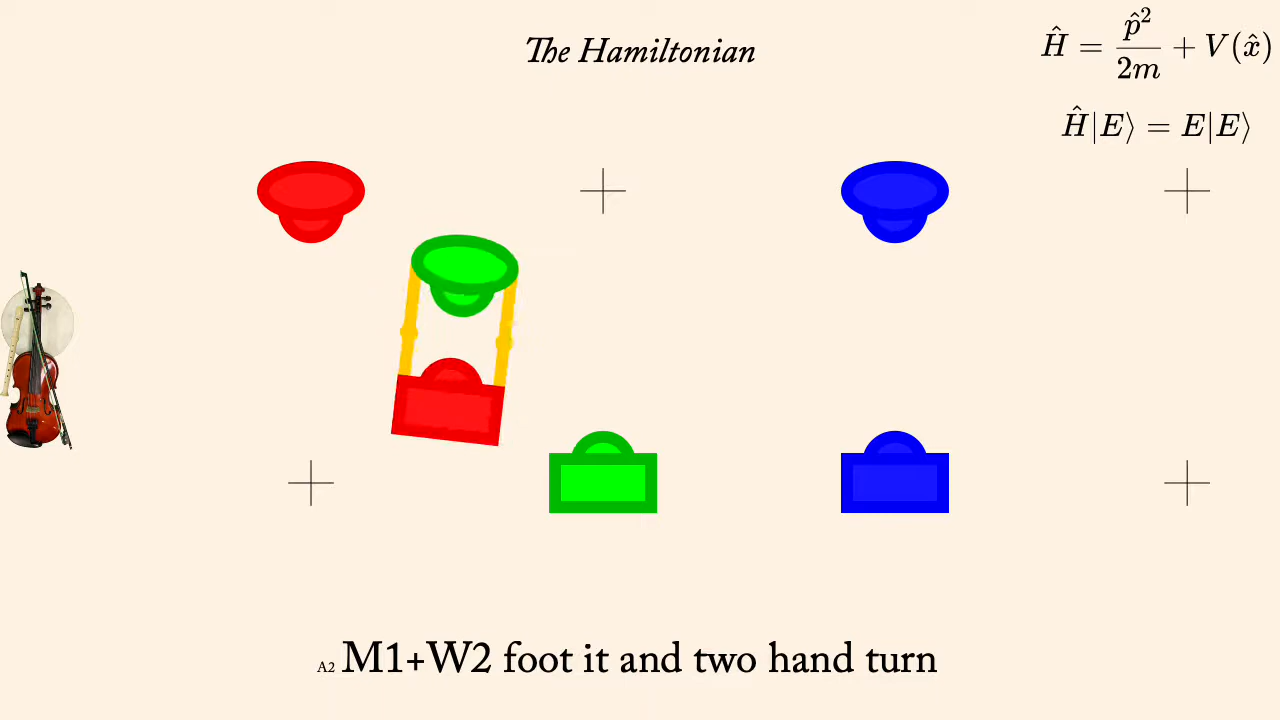 The Hamiltonian
Ĥ = p̂²/2m + V(x̂)
Ĥ|E⟩ = E|E⟩
A2 M1+W2 foot it and two hand turn